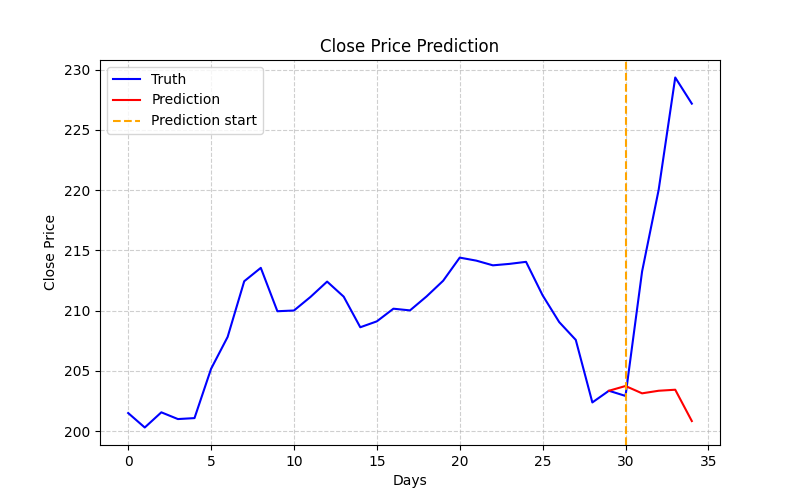 Close Price Prediction
Truth
Prediction
Prediction start
230
225
220
215
210
205
200
Close Price
0 5 10 15 20 25 30 35
Days